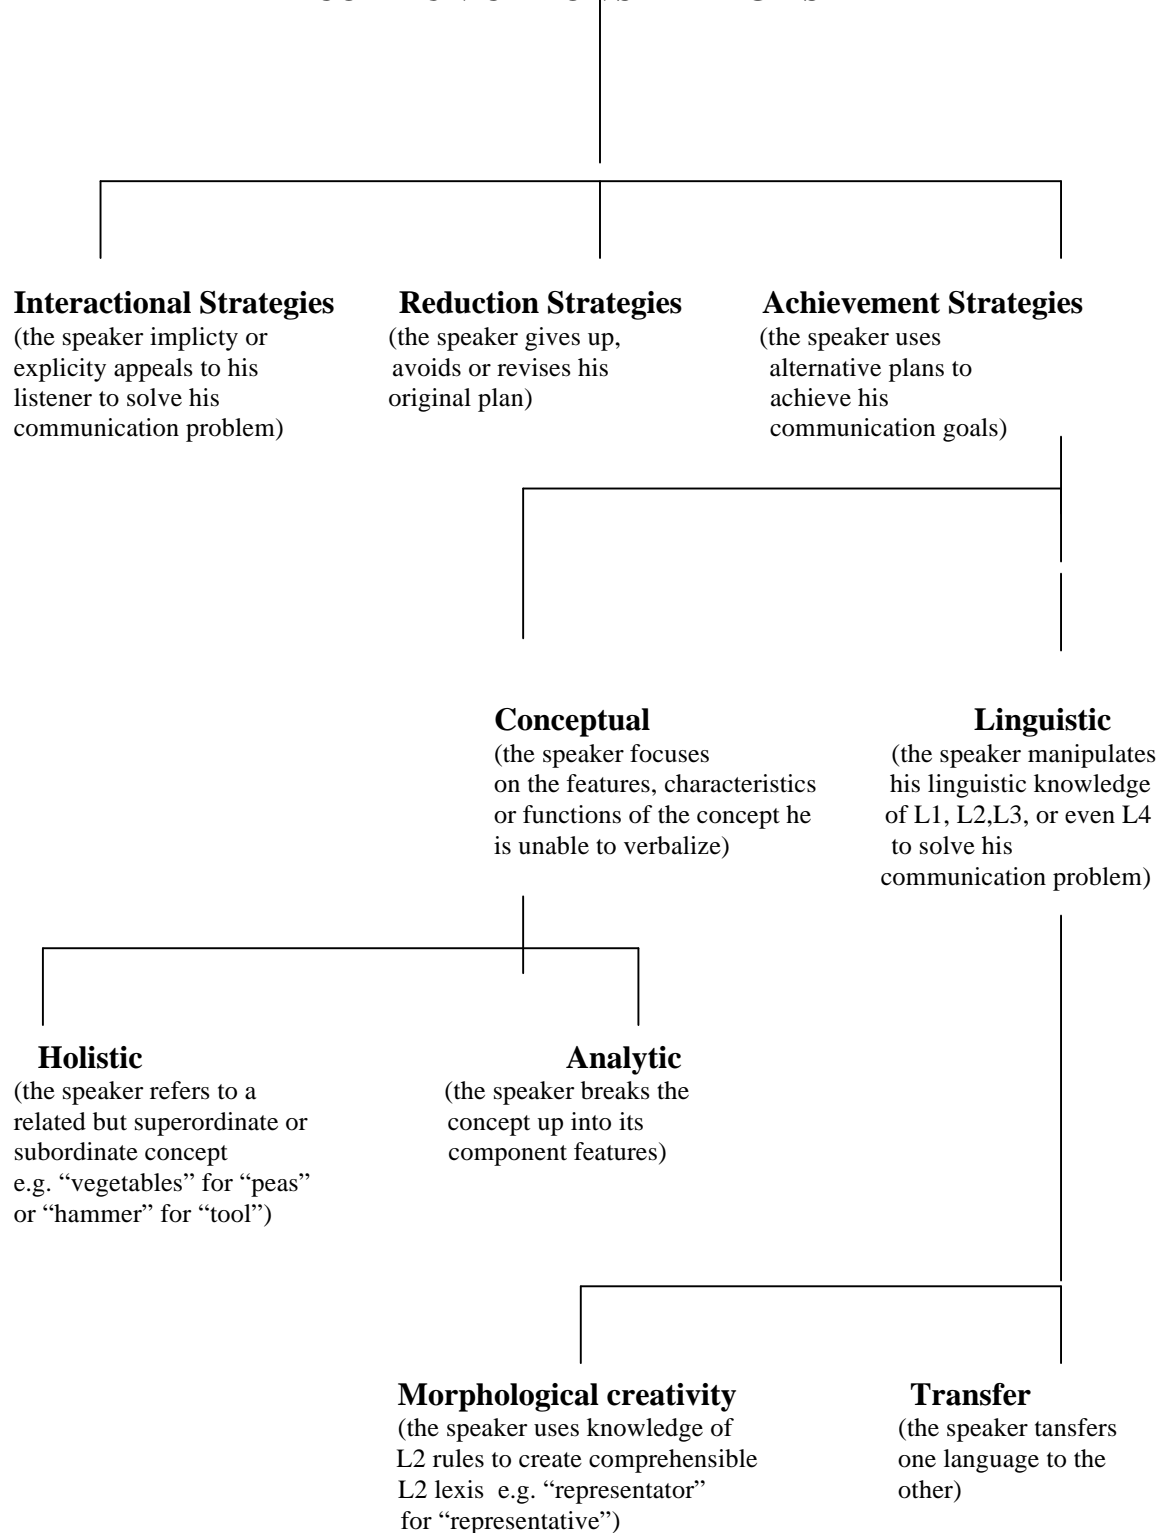 Interactional Strategies
(the speaker implicty or
explicity appeals to his
listener to solve his
communication problem)
Reduction Strategies
(the speaker gives up,
avoids or revises his
original plan)
Achievement Strategies
(the speaker uses
alternative plans to
achieve his
communication goals)
Conceptual
(the speaker focuses
on the features, characteristics
or functions of the concept he
is unable to verbalize)
Linguistic
(the speaker manipulates
his linguistic knowledge
of L1, L2,L3, or even L4
to solve his
communication problem)
Holistic
(the speaker refers to a
related but superordinate or
subordinate concept
e.g. “vegetables” for “peas”
or “hammer” for “tool”)
Analytic
(the speaker breaks the
concept up into its
component features)
Morphological creativity
(the speaker uses knowledge of
L2 rules to create comprehensible
L2 lexis e.g. “representator”
for “representative”)
Transfer
(the speaker tansfers
one language to the
other)